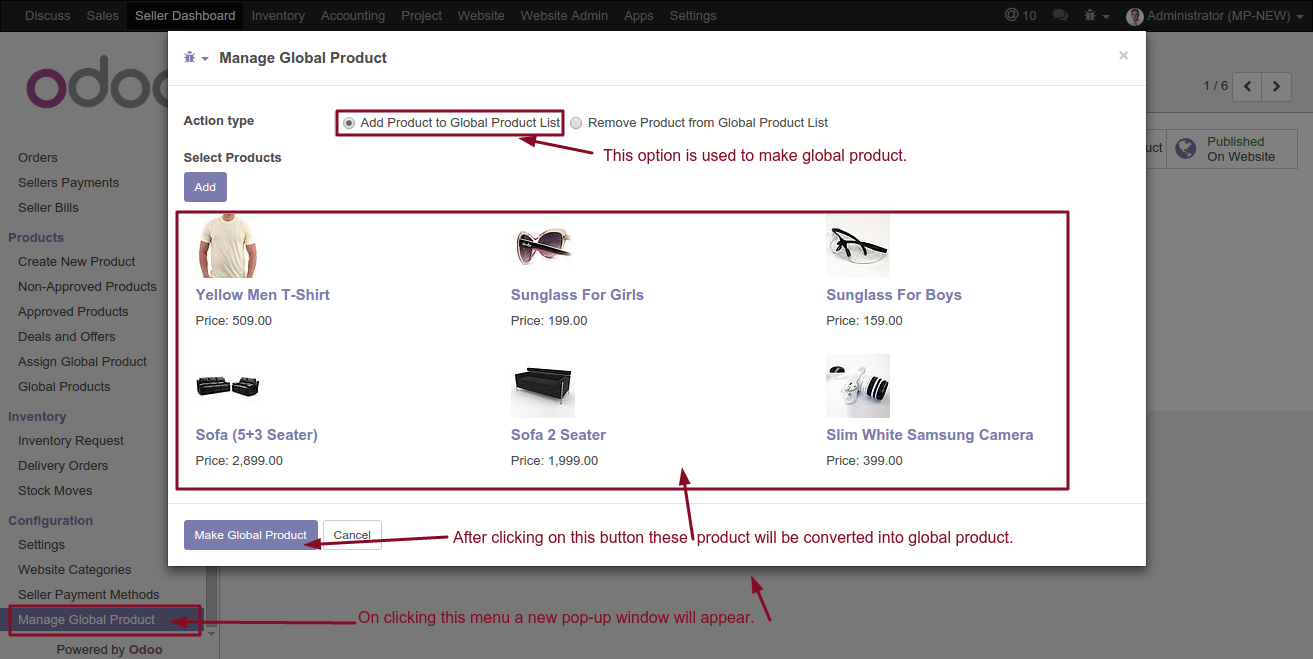 Discuss Sales Seller Dashboard Inventory Accounting Project Website Website Admin Apps Settings @ 10 Administrator (MP-NEW)
odoo
Manage Global Product ×
1 / 6
Action type
Add Product to Global Product List Remove Product from Global Product List
This option is used to make global product.
uct
Published
On Website
Select Products
Add
Yellow Men T-Shirt
Price: 509.00
Sunglass For Girls
Price: 199.00
Sunglass For Boys
Price: 159.00
Sofa (5+3 Seater)
Price: 2,899.00
Sofa 2 Seater
Price: 1,999.00
Slim White Samsung Camera
Price: 399.00
Make Global Product Cancel
After clicking on this button these product will be converted into global product.
Orders
Sellers Payments
Seller Bills
Products
Create New Product
Non-Approved Products
Approved Products
Deals and Offers
Assign Global Product
Global Products
Inventory
Inventory Request
Delivery Orders
Stock Moves
Configuration
Settings
Website Categories
Seller Payment Methods
Manage Global Product
On clicking this menu a new pop-up window will appear.
Powered by Odoo